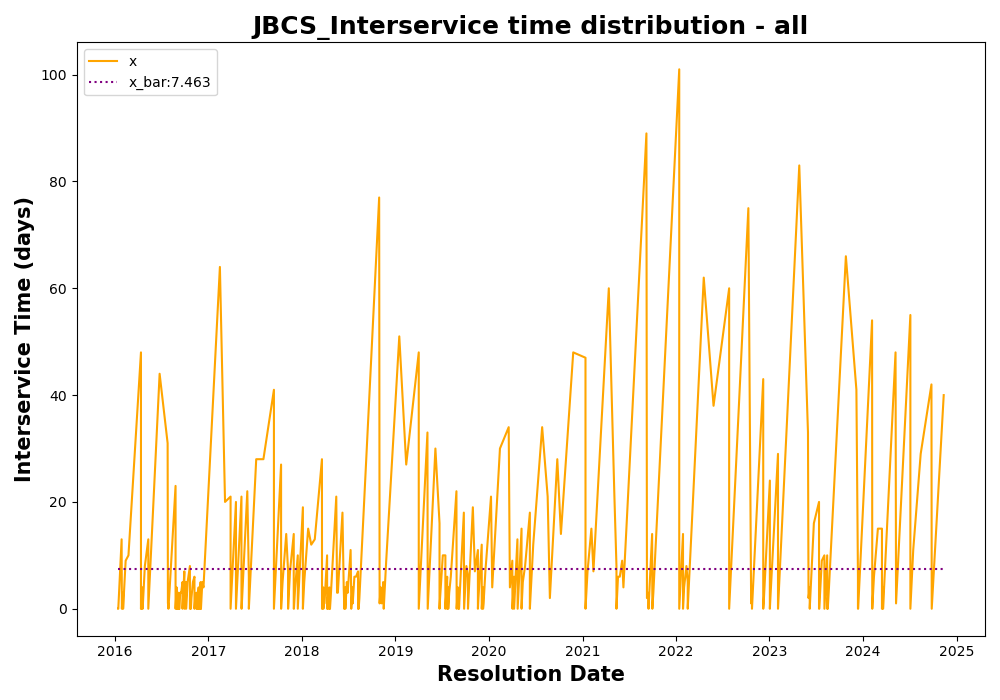 JBCS_Interservice time distribution - all
x
x_bar:7.463
Interservice Time (days)
100
80
60
40
20
0
2016 2017 2018 2019 2020 2021 2022 2023 2024 2025
Resolution Date